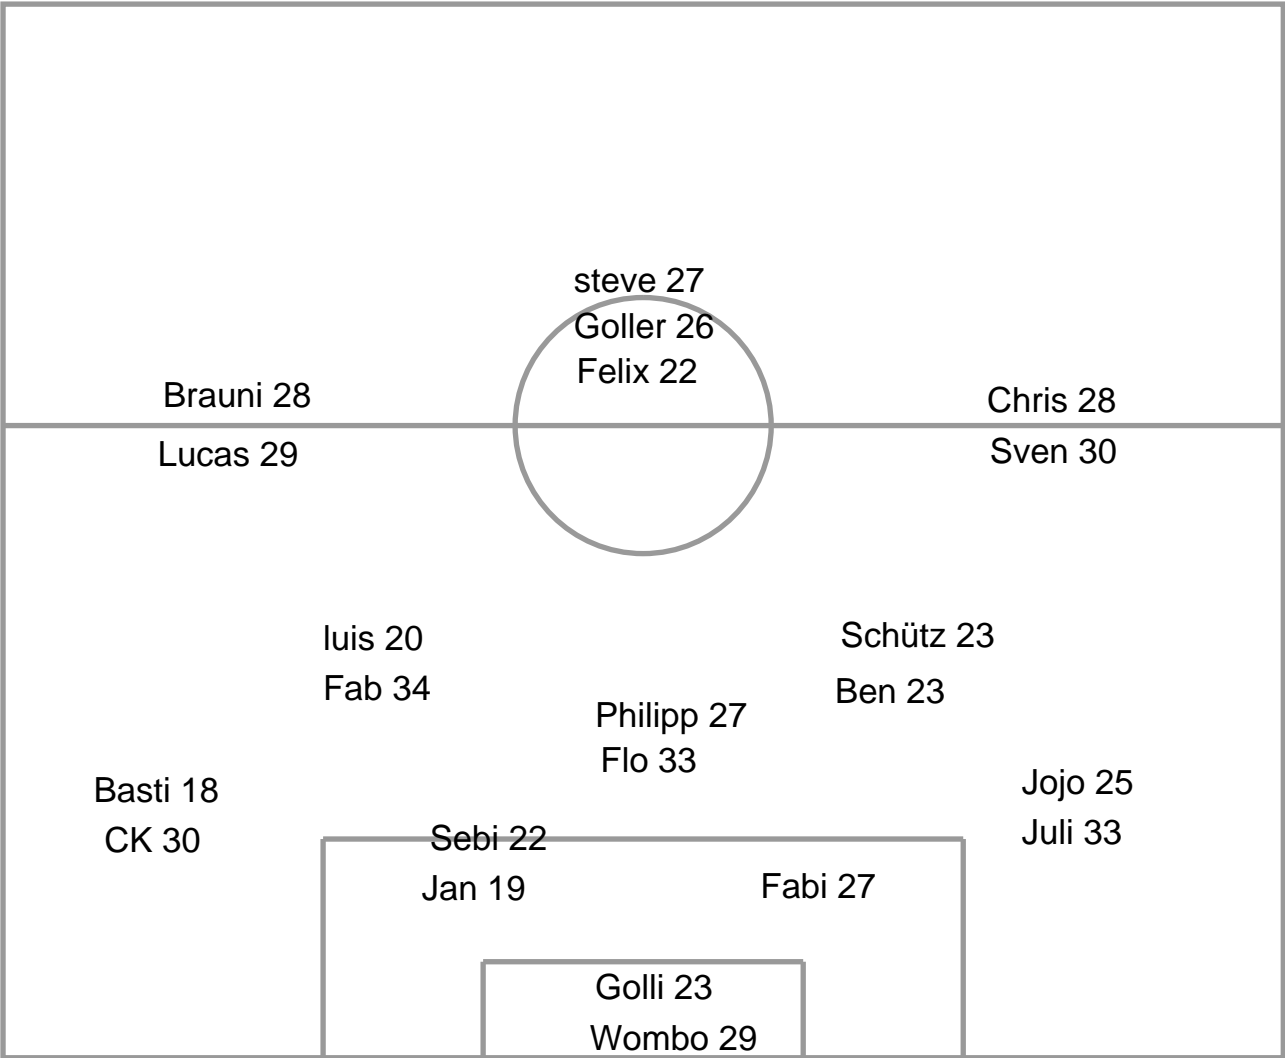 steve 27
Goller 26
Felix 22
Brauni 28
Chris 28
Lucas 29
Sven 30
luis 20
Schütz 23
Fab 34
Ben 23
Philipp 27
Flo 33
Basti 18
Jojo 25
CK 30
Juli 33
Sebi 22
Jan 19
Fabi 27
Golli 23
Wombo 29